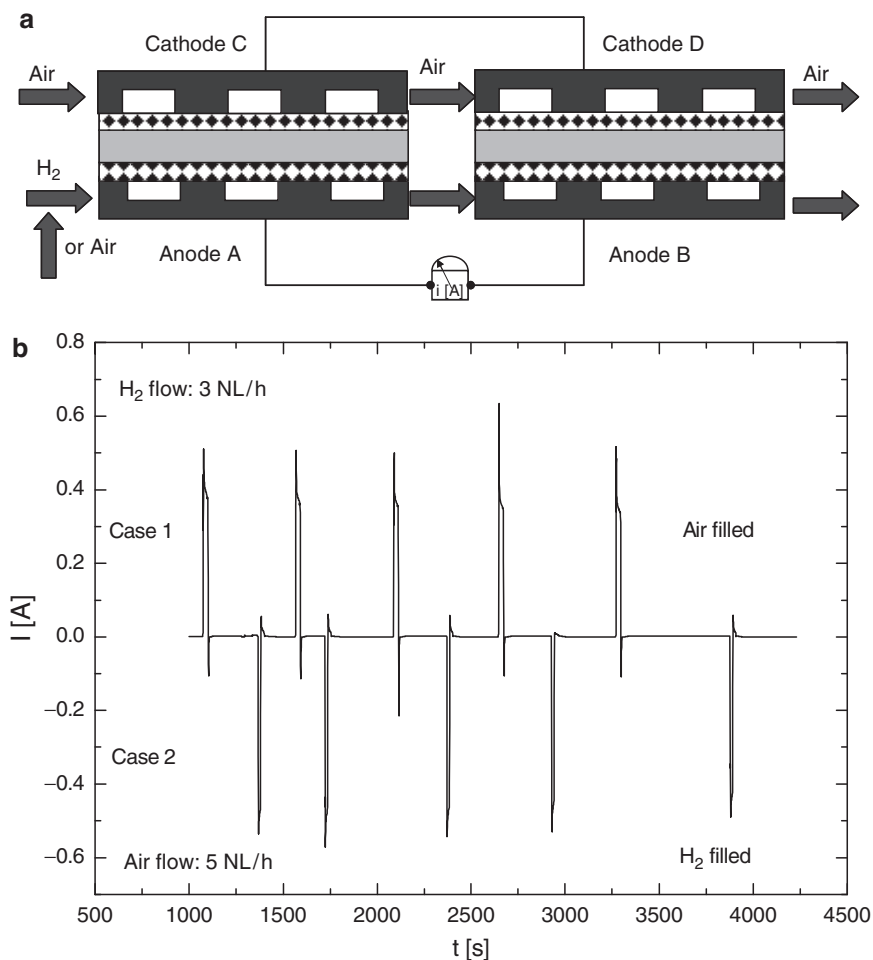 a
Cathode C
Cathode D
Air
Air
Air
H2
or Air
Anode A
Anode B
i [A]
b
0.8
H2 flow: 3 NL/h
0.6
0.4
Case 1
Air filled
0.2
I [A]
0.0
−0.2
Case 2
−0.4
−0.6
Air flow: 5 NL/h
H2 filled
500 1000 1500 2000 2500 3000 3500 4000 4500
t [s]